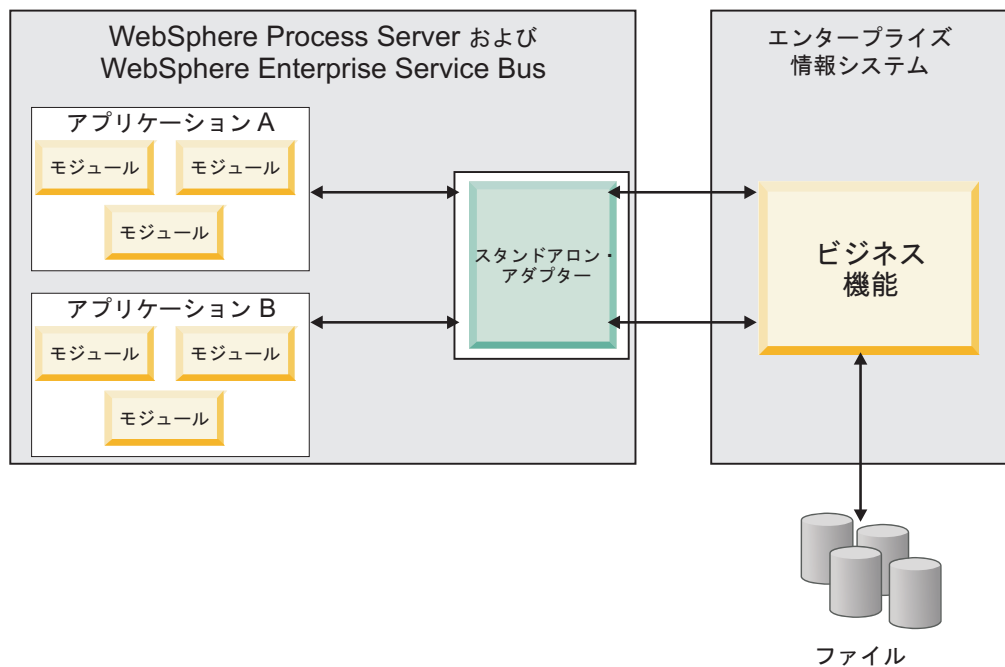 WebSphere Process Server および
WebSphere Enterprise Service Bus
アプリケーション A
モジュール
モジュール
モジュール
アプリケーション B
モジュール
モジュール
モジュール
スタンドアロン・
アダプター
エンタープライズ
情報システム
ビジネス
機能
ファイル